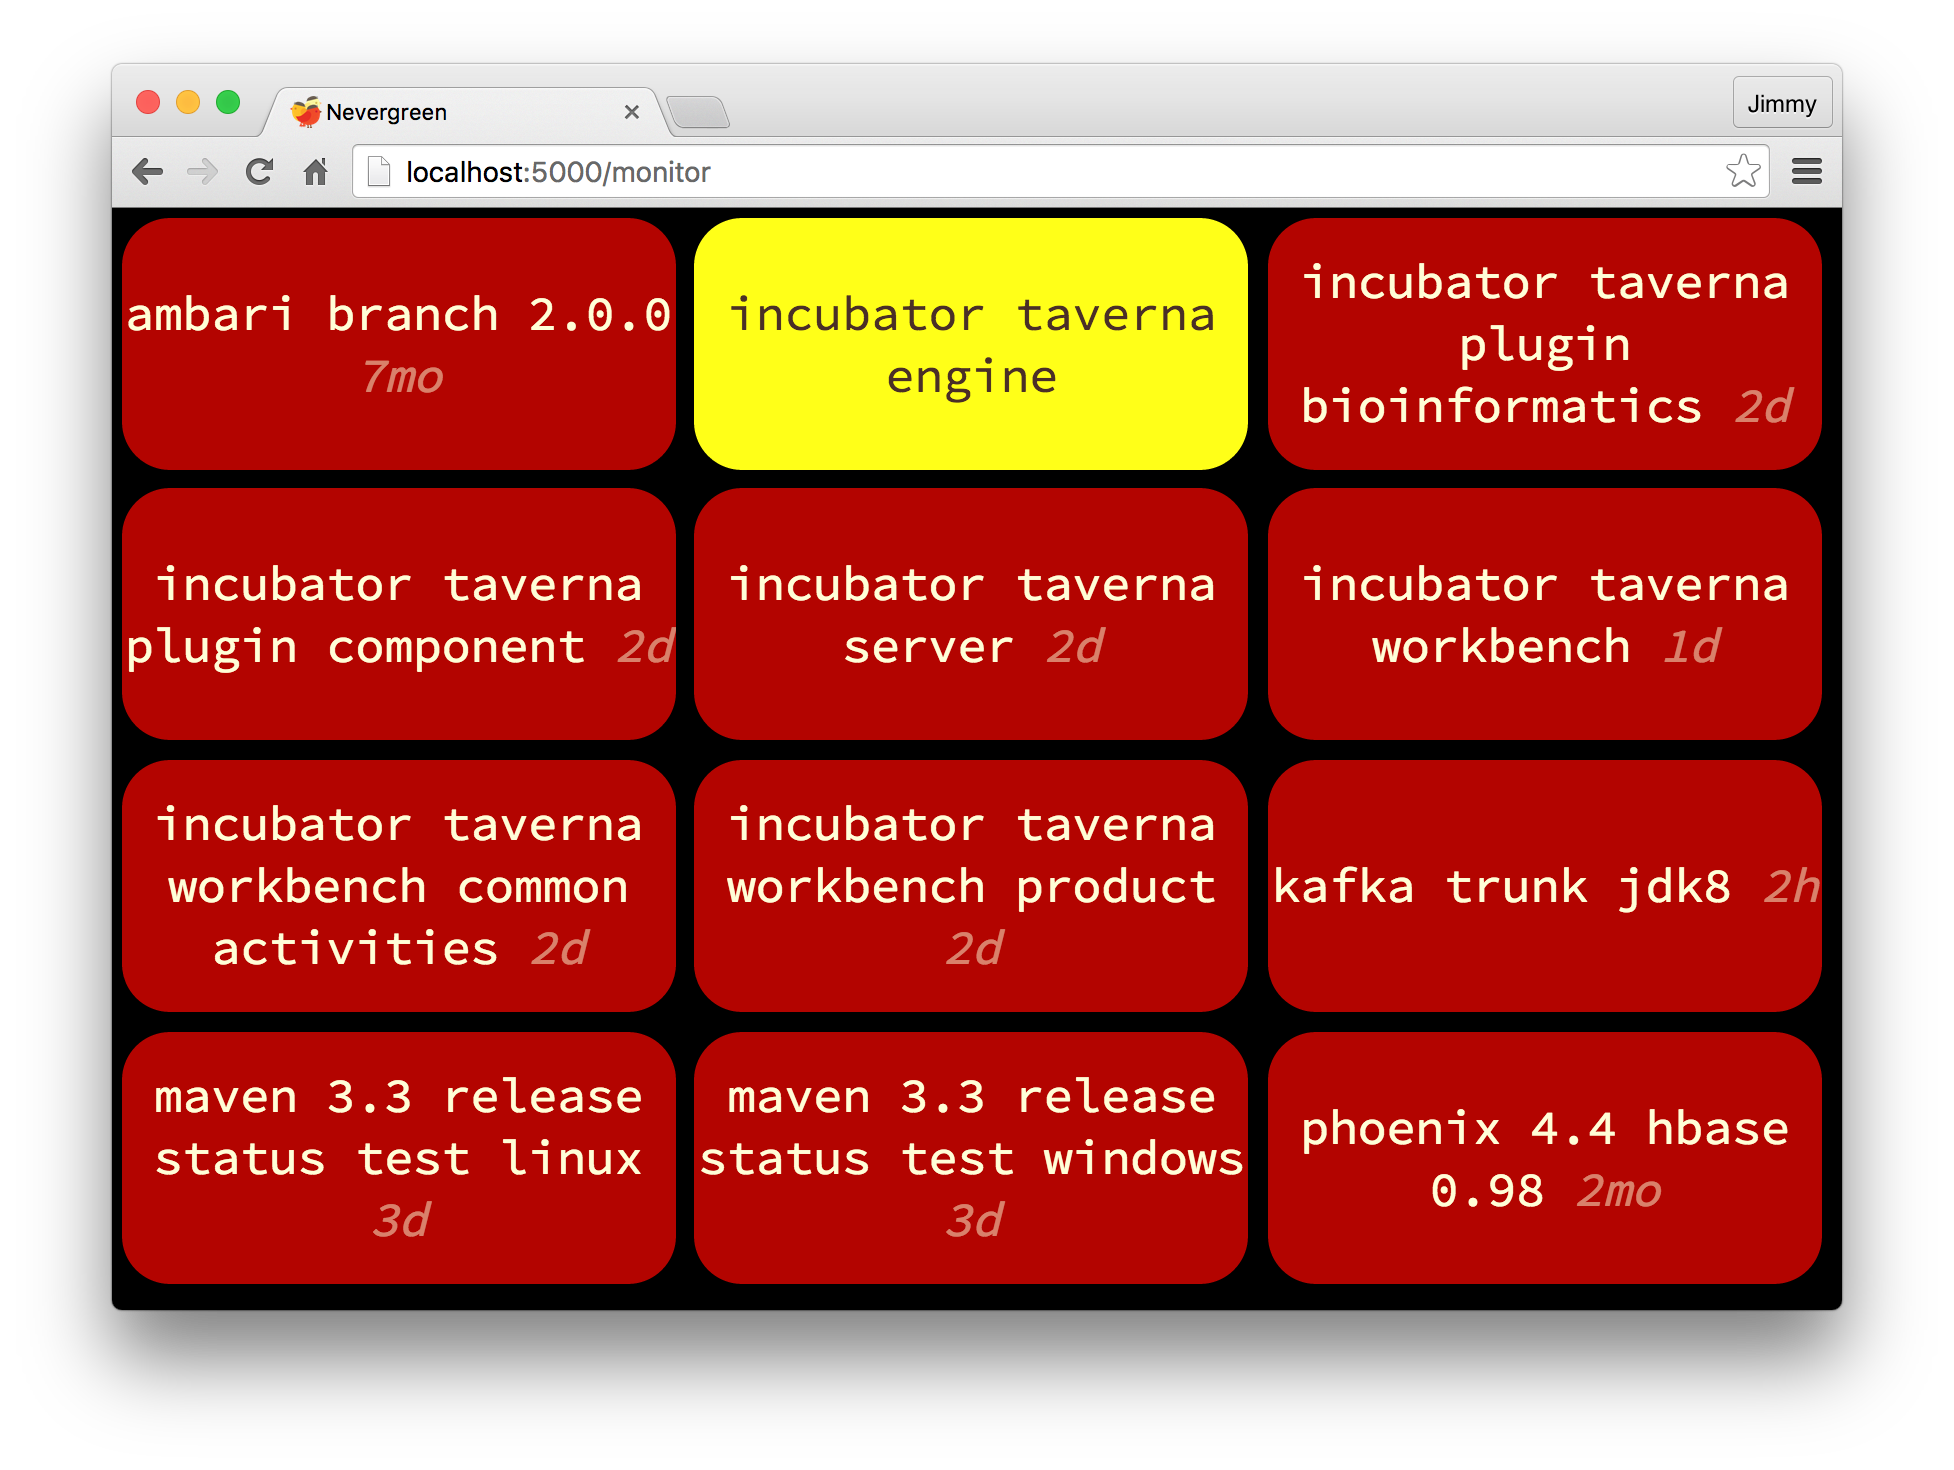 Nevergreen
Jimmy
localhost:5000/monitor
ambari branch 2.0.0
7mo
incubator taverna
engine
incubator taverna
plugin
bioinformatics 2d
incubator taverna
plugin component 2d
incubator taverna
server 2d
incubator taverna
workbench 1d
incubator taverna
workbench common
activities 2d
incubator taverna
workbench product
2d
kafka trunk jdk8 2h
maven 3.3 release
status test linux
3d
maven 3.3 release
status test windows
3d
phoenix 4.4 hbase
0.98 2mo